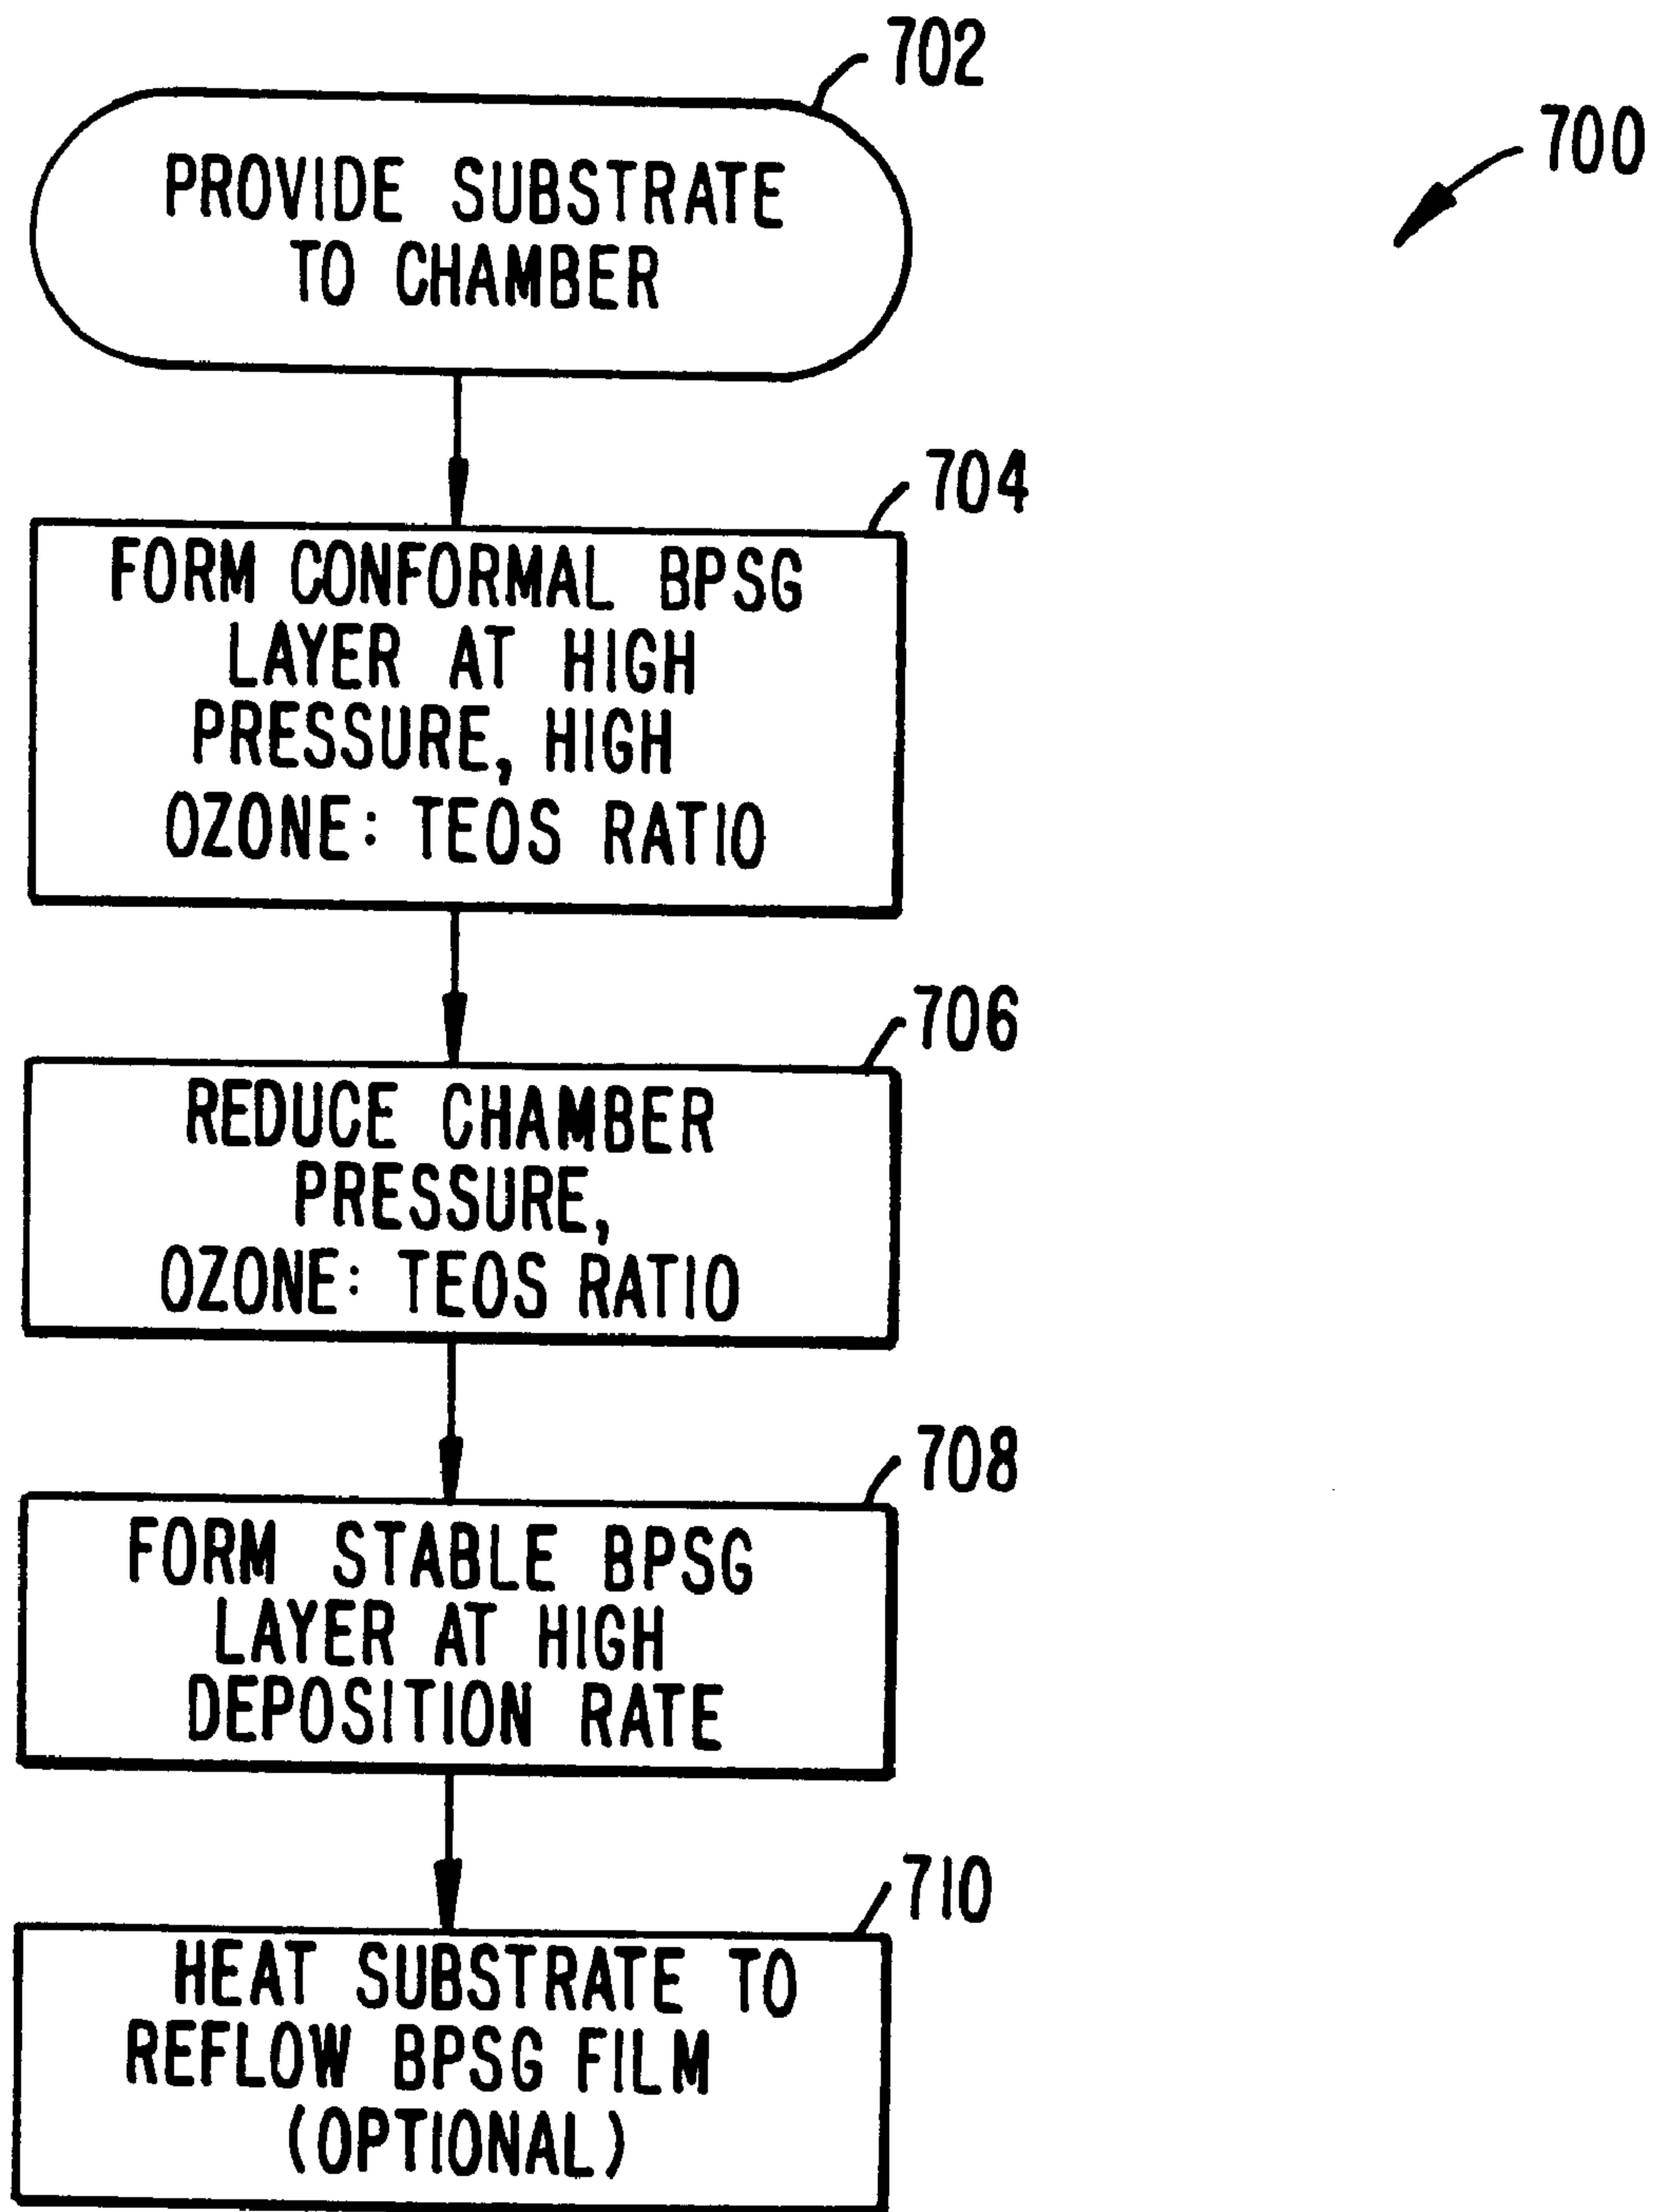 702
700
PROVIDE SUBSTRATE
TO CHAMBER
704
FORM CONFORMAL BPSG
LAYER AT HIGH
PRESSURE, HIGH
OZONE: TEOS RATIO
706
REDUCE CHAMBER
PRESSURE,
OZONE: TEOS RATIO
708
FORM STABLE BPSG
LAYER AT HIGH
DEPOSITION RATE
710
HEAT SUBSTRATE TO
REFLOW BPSG FILM
(OPTIONAL)